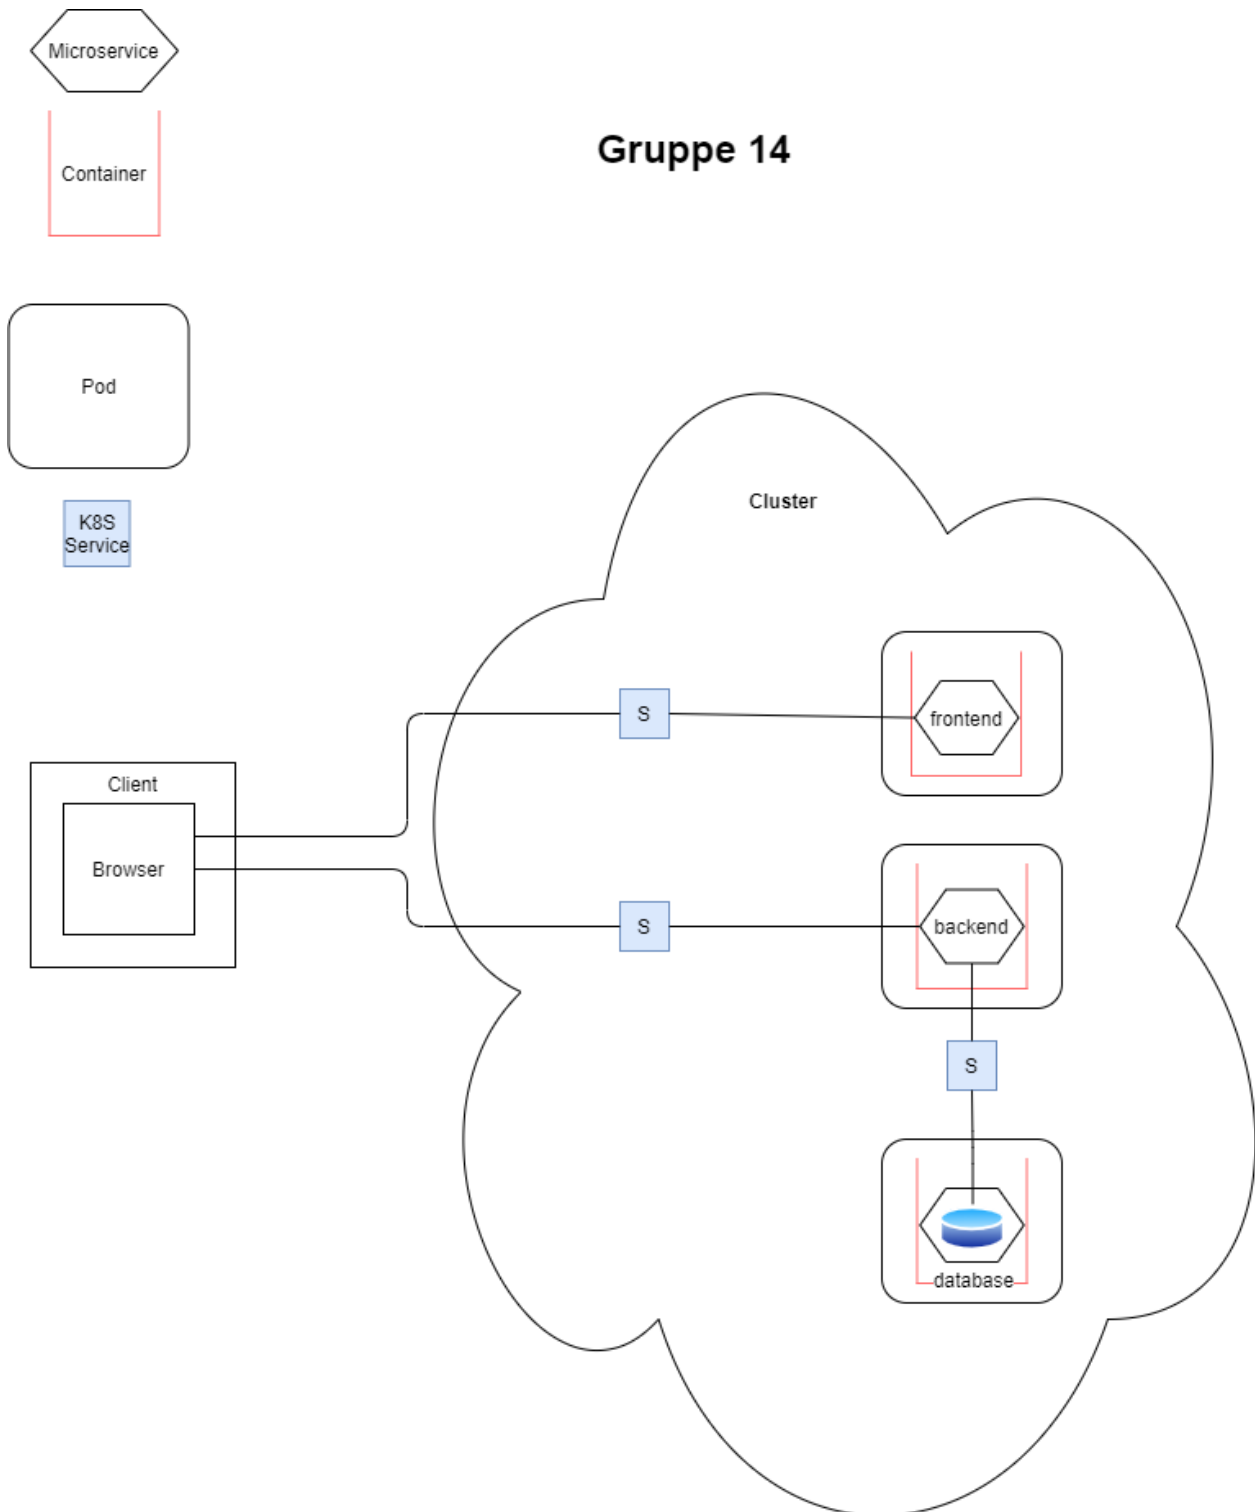 Microservice
Container
Gruppe 14
Pod
K8S
Service
Cluster
S
frontend
Client
Browser
S
backend
S
database